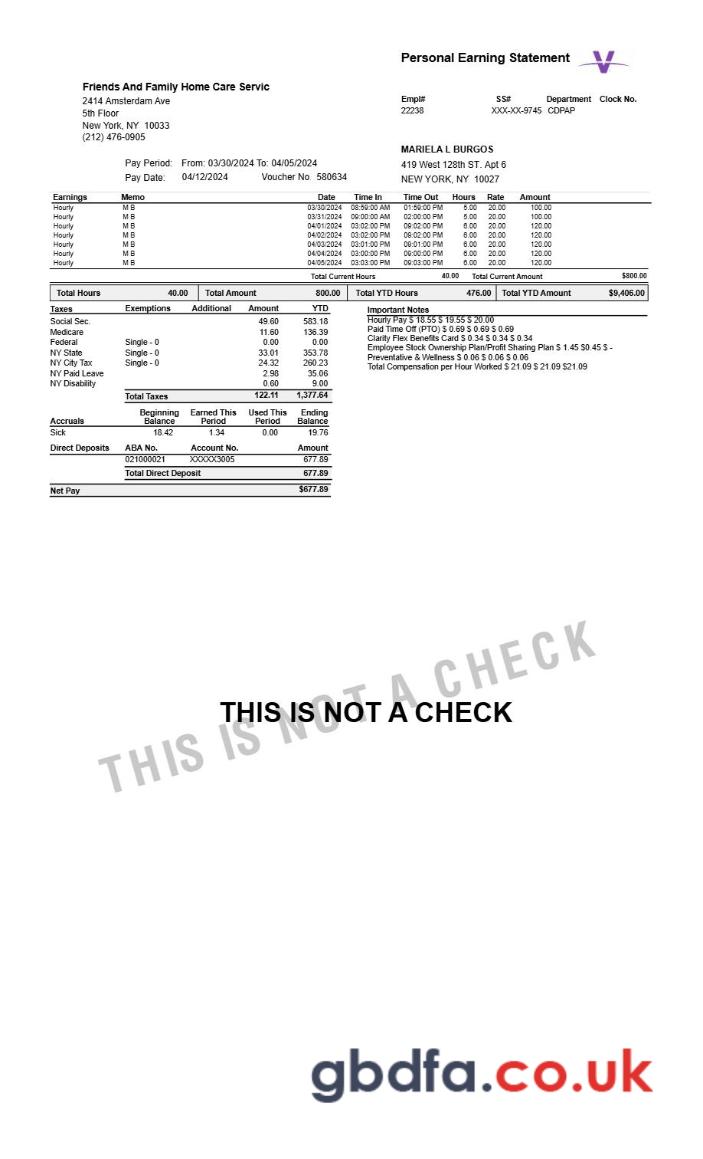 Personal Earning Statement
Friends And Family Home Care Servic
2414 Amsterdam Ave
5th Floor
New York, NY 10033
(212) 476-0905
Empl# SS# Department Clock No.
22238 XXX-XX-9745 CDPAP
MARIELA L BURGOS
419 West 128th ST. Apt 6
NEW YORK, NY 10027
Pay Period: From: 03/30/2024 To: 04/05/2024
Pay Date: 04/12/2024 Voucher No. 580634
Earnings Memo Date Time In Time Out Hours Rate Amount
Hourly M B 03/30/2024 08:59:00 AM 01:59:00 PM 5.00 20.00 100.00
Hourly M B 03/31/2024 09:00:00 AM 02:00:00 PM 5.00 20.00 100.00
Hourly M B 04/01/2024 03:02:00 PM 09:02:00 PM 6.00 20.00 120.00
Hourly M B 04/02/2024 03:02:00 PM 09:02:00 PM 6.00 20.00 120.00
Hourly M B 04/03/2024 03:01:00 PM 09:01:00 PM 6.00 20.00 120.00
Hourly M B 04/04/2024 03:00:00 PM 09:00:00 PM 6.00 20.00 120.00
Hourly M B 04/05/2024 03:03:00 PM 09:03:00 PM 6.00 20.00 120.00
Total Current Hours 40.00 Total Current Amount $800.00
Total Hours 40.00 Total Amount 800.00 Total YTD Hours 476.00 Total YTD Amount $9,406.00
Taxes Exemptions Additional Amount YTD
Social Sec. 49.60 583.18
Medicare 11.60 136.39
Federal Single - 0 0.00 0.00
NY State Single - 0 33.01 353.78
NY City Tax Single - 0 24.32 260.23
NY Paid Leave 2.98 35.06
NY Disability 0.60 9.00
Total Taxes 122.11 1,377.64
Important Notes
Hourly Pay $ 18.55 $ 19.55 $ 20.00
Paid Time Off (PTO) $ 0.69 $ 0.69 $ 0.69
Clarity Flex Benefits Card $ 0.34 $ 0.34 $ 0.34
Employee Stock Ownership Plan/Profit Sharing Plan $ 1.45 $0.45 $ -
Preventative & Wellness $ 0.06 $ 0.06 $ 0.06
Total Compensation per Hour Worked $ 21.09 $ 21.09 $21.09
Accruals Beginning Balance Earned This Period Used This Period Ending Balance
Sick 18.42 1.34 0.00 19.76
Direct Deposits ABA No. Account No. Amount
021000021 XXXXX3005 677.89
Total Direct Deposit 677.89
Net Pay $677.89
THIS IS NOT A CHECK
THIS IS NOT A CHECK
gbdfa.co.uk